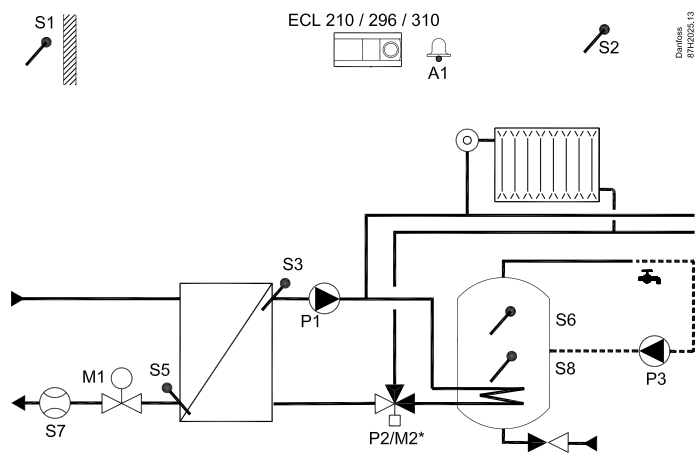 S1
ECL 210 / 296 / 310
A1
S2
Danfoss
87H2025.13
S3
P1
S6
S8
P3
S5
M1
S7
P2/M2*